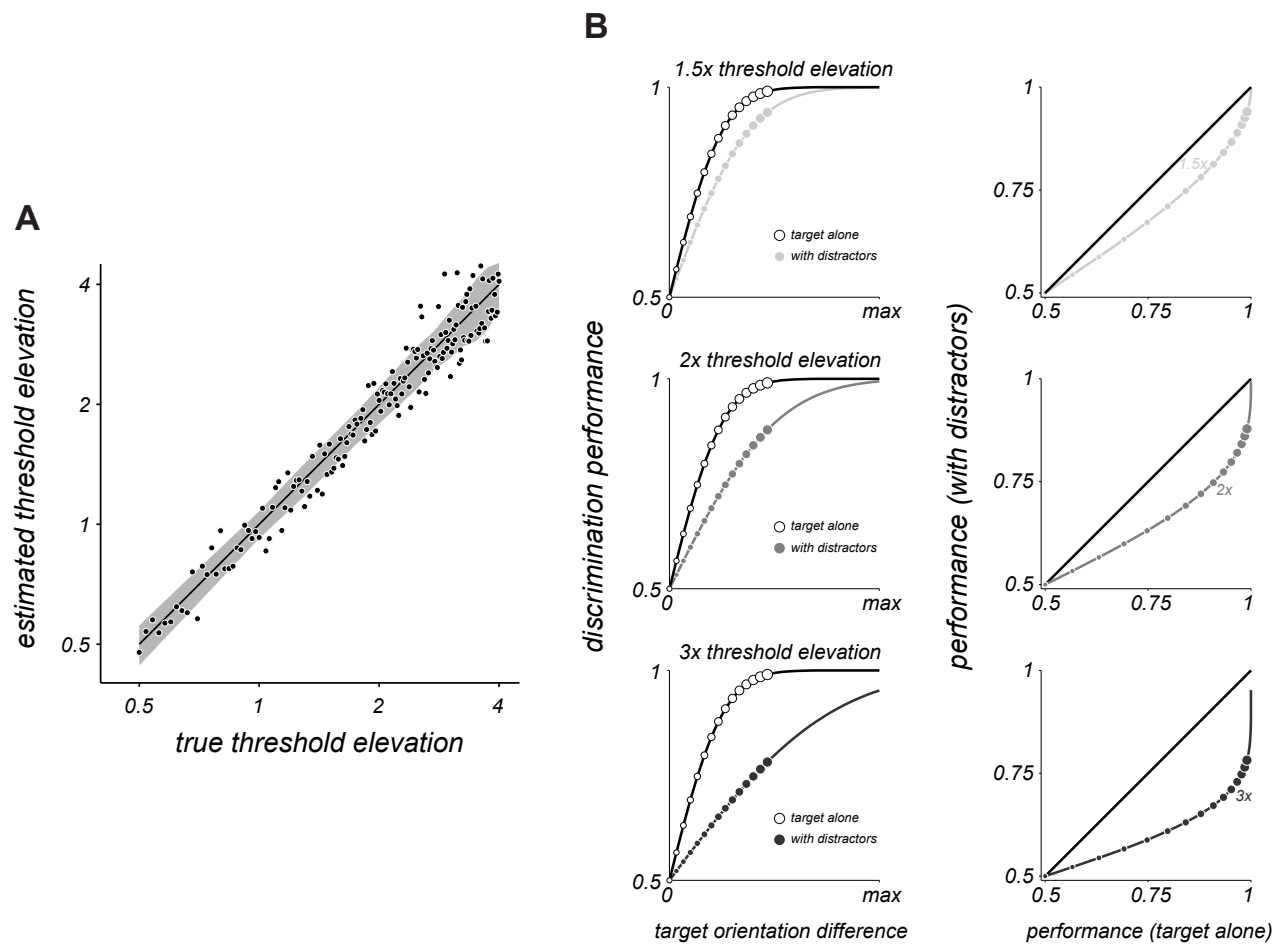 A
estimated threshold elevation
4
2
1
0.5
0.5
1
2
4
true threshold elevation
B
discrimination performance
1.5x threshold elevation
1
0.5
target alone
with distractors
0
max
2x threshold elevation
1
0.5
target alone
with distractors
0
max
3x threshold elevation
1
0.5
target alone
with distractors
0
max
target orientation difference
performance (with distractors)
1
0.75
0.5
1.5x
0.5
0.75
1
1
0.75
0.5
2x
0.5
0.75
1
1
0.75
0.5
3x
0.5
0.75
1
performance (target alone)